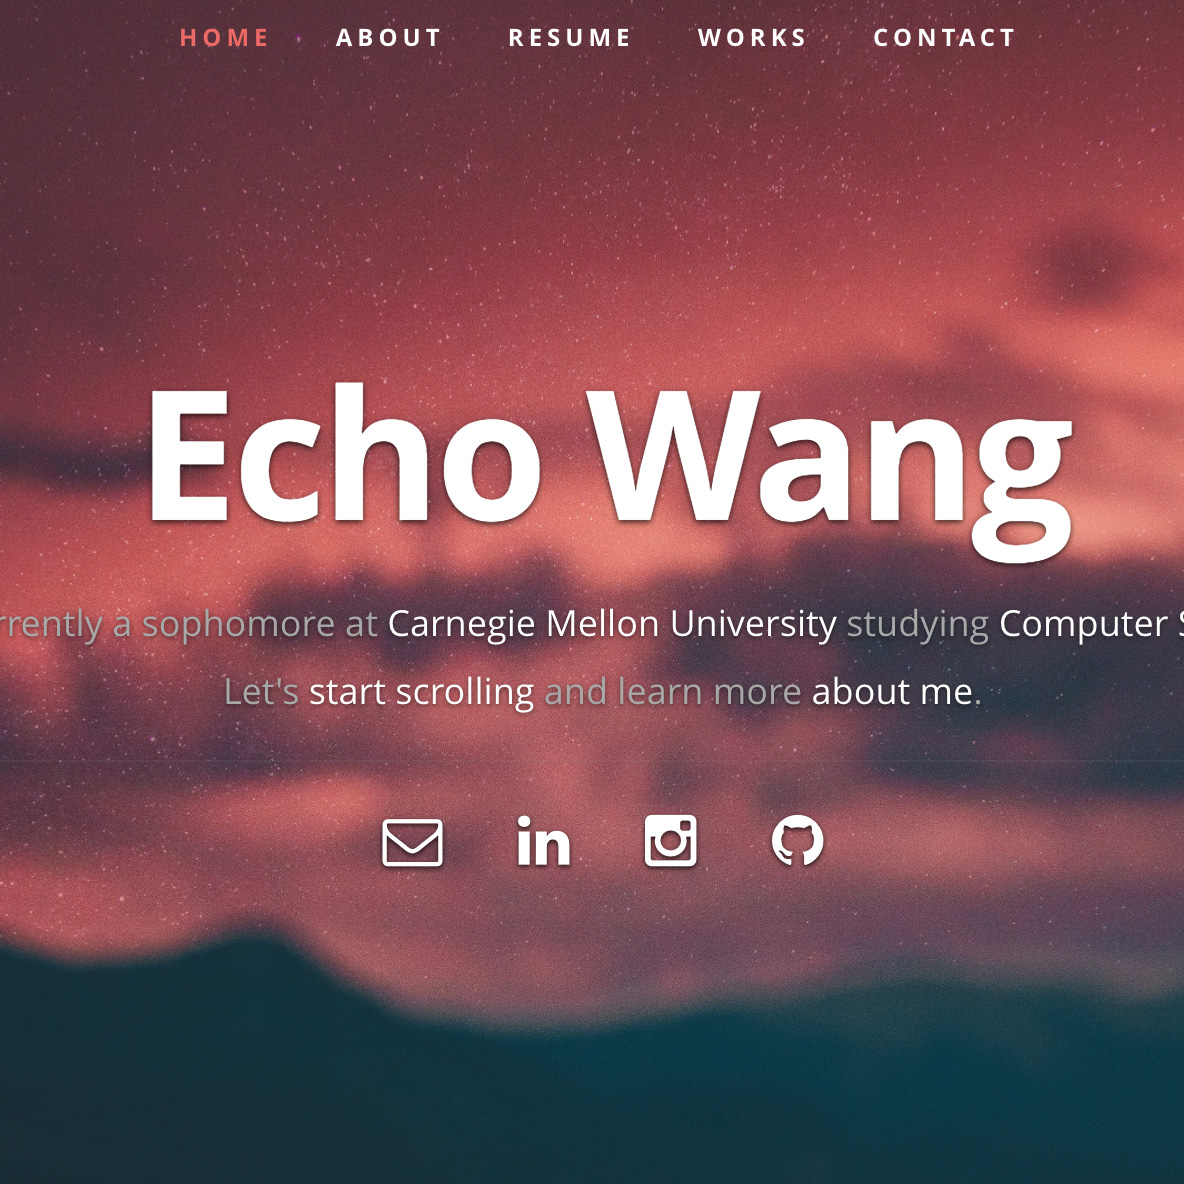 HOME ABOUT RESUME WORKS CONTACT
Echo Wang
rrently a sophomore at Carnegie Mellon University studying Computer S
Let's start scrolling and learn more about me.
in